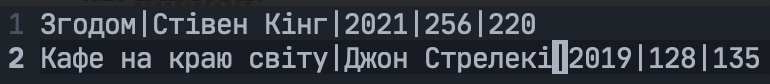 1 Згодом|Стівен Кінг|2021|256|220
2 Кафе на краю світу|Джон Стрелекі|2019|128|135